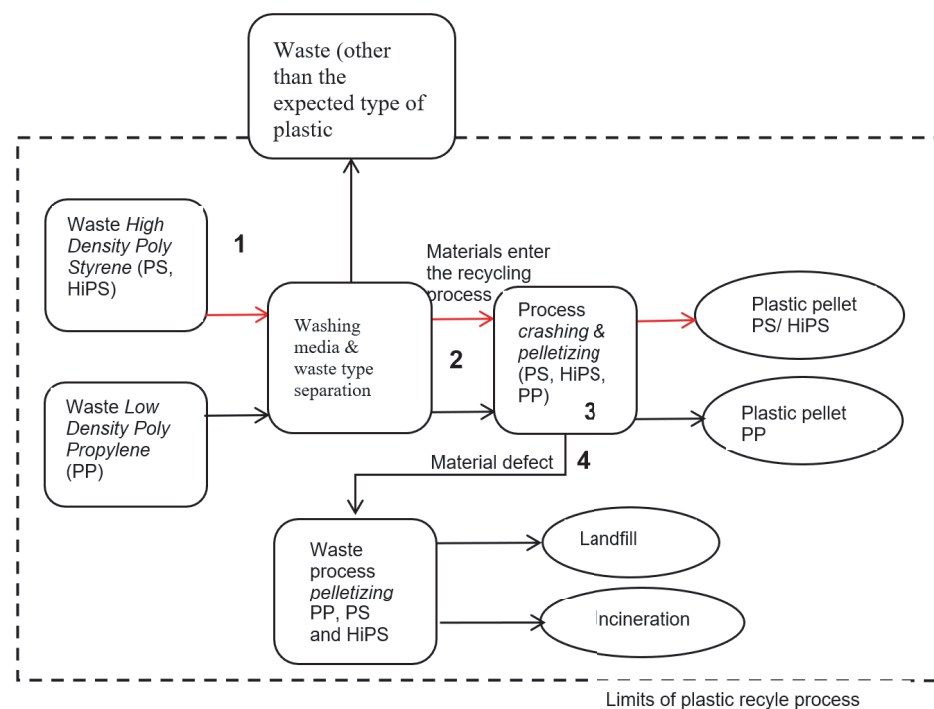 Waste (other
than the
expected type of
plastic
Waste High
Density Poly
Styrene (PS,
HiPS)
1
Materials enter
the recycling
process
Washing
media &
waste type
separation
2
Process
crashing &
pelletizing
(PS, HiPS,
PP)
3
Plastic pellet
PS/ HiPS
Waste Low
Density Poly
Propylene
(PP)
Plastic pellet
PP
Material defect
4
Waste
process
pelletizing
PP, PS
and HiPS
Landfill
Incineration
Limits of plastic recyle process